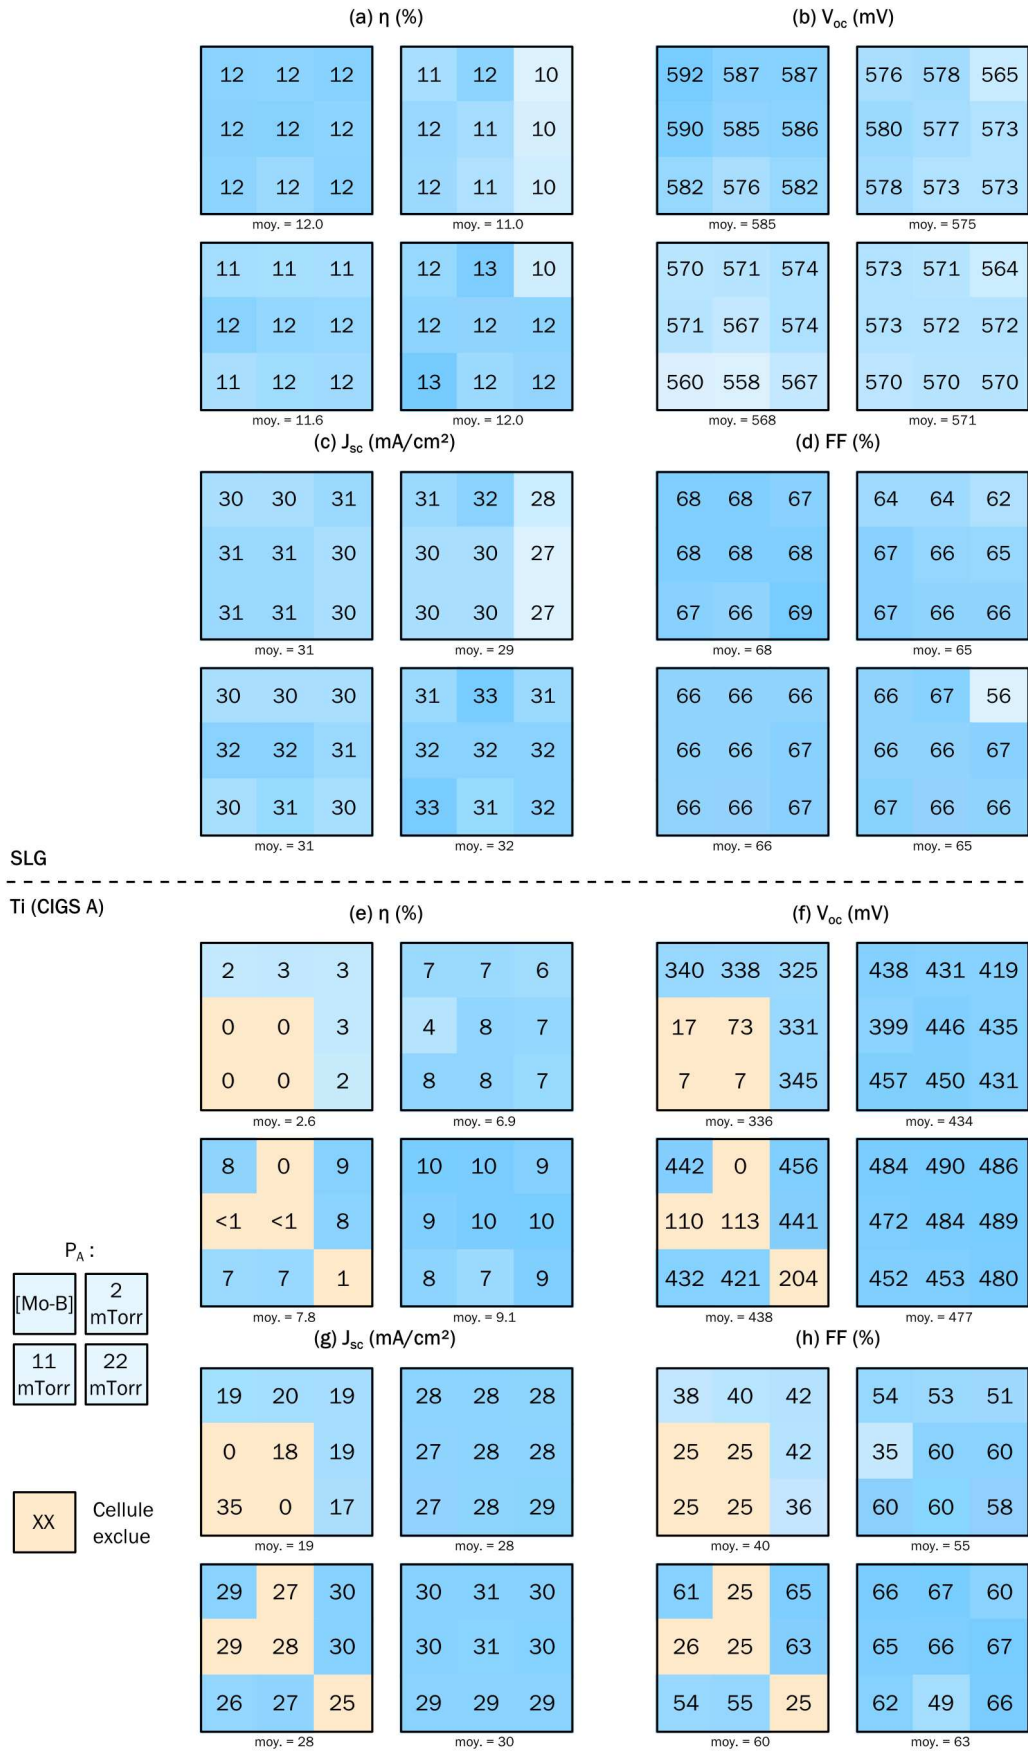 (a) η (%)
(b) Voc (mV)
12 12 12
11 12 10
592 587 587
576 578 565
12 12 12
12 11 10
590 585 586
580 577 573
12 12 12
12 11 10
582 576 582
578 573 573
moy. = 12.0
moy. = 11.0
moy. = 585
moy. = 575
11 11 11
12 13 10
570 571 574
573 571 564
12 12 12
12 12 12
571 567 574
573 572 572
11 12 12
13 12 12
560 558 567
570 570 570
moy. = 11.6
moy. = 12.0
moy. = 568
moy. = 571
(c) Jsc (mA/cm²)
(d) FF (%)
30 30 31
31 32 28
68 68 67
64 64 62
31 31 30
30 30 27
68 68 68
67 66 65
31 31 30
30 30 27
67 66 69
67 66 66
moy. = 31
moy. = 29
moy. = 68
moy. = 65
30 30 30
31 33 31
66 66 66
66 67 56
32 32 31
32 32 32
66 66 67
66 66 67
30 31 30
33 31 32
66 66 67
67 66 66
moy. = 31
moy. = 32
moy. = 66
moy. = 65
SLG
Ti (CIGS A)
(e) η (%)
(f) Voc (mV)
2 3 3
7 7 6
340 338 325
438 431 419
0 0 3
4 8 7
17 73 331
399 446 435
0 0 2
8 8 7
7 7 345
457 450 431
moy. = 2.6
moy. = 6.9
moy. = 336
moy. = 434
8 0 9
10 10 9
442 0 456
484 490 486
<1 <1 8
9 10 10
110 113 441
472 484 489
7 7 1
8 7 9
432 421 204
452 453 480
moy. = 7.8
moy. = 9.1
moy. = 438
moy. = 477
PA :
[Mo-B]
2
mTorr
11
mTorr
22
mTorr
XX
Cellule
exclue
(g) Jsc (mA/cm²)
(h) FF (%)
19 20 19
28 28 28
38 40 42
54 53 51
0 18 19
27 28 28
25 25 42
35 60 60
35 0 17
27 28 29
25 25 36
60 60 58
moy. = 19
moy. = 28
moy. = 40
moy. = 55
29 27 30
30 31 30
61 25 65
66 67 60
29 28 30
30 31 30
26 25 63
65 66 67
26 27 25
29 29 29
54 55 25
62 49 66
moy. = 28
moy. = 30
moy. = 60
moy. = 63